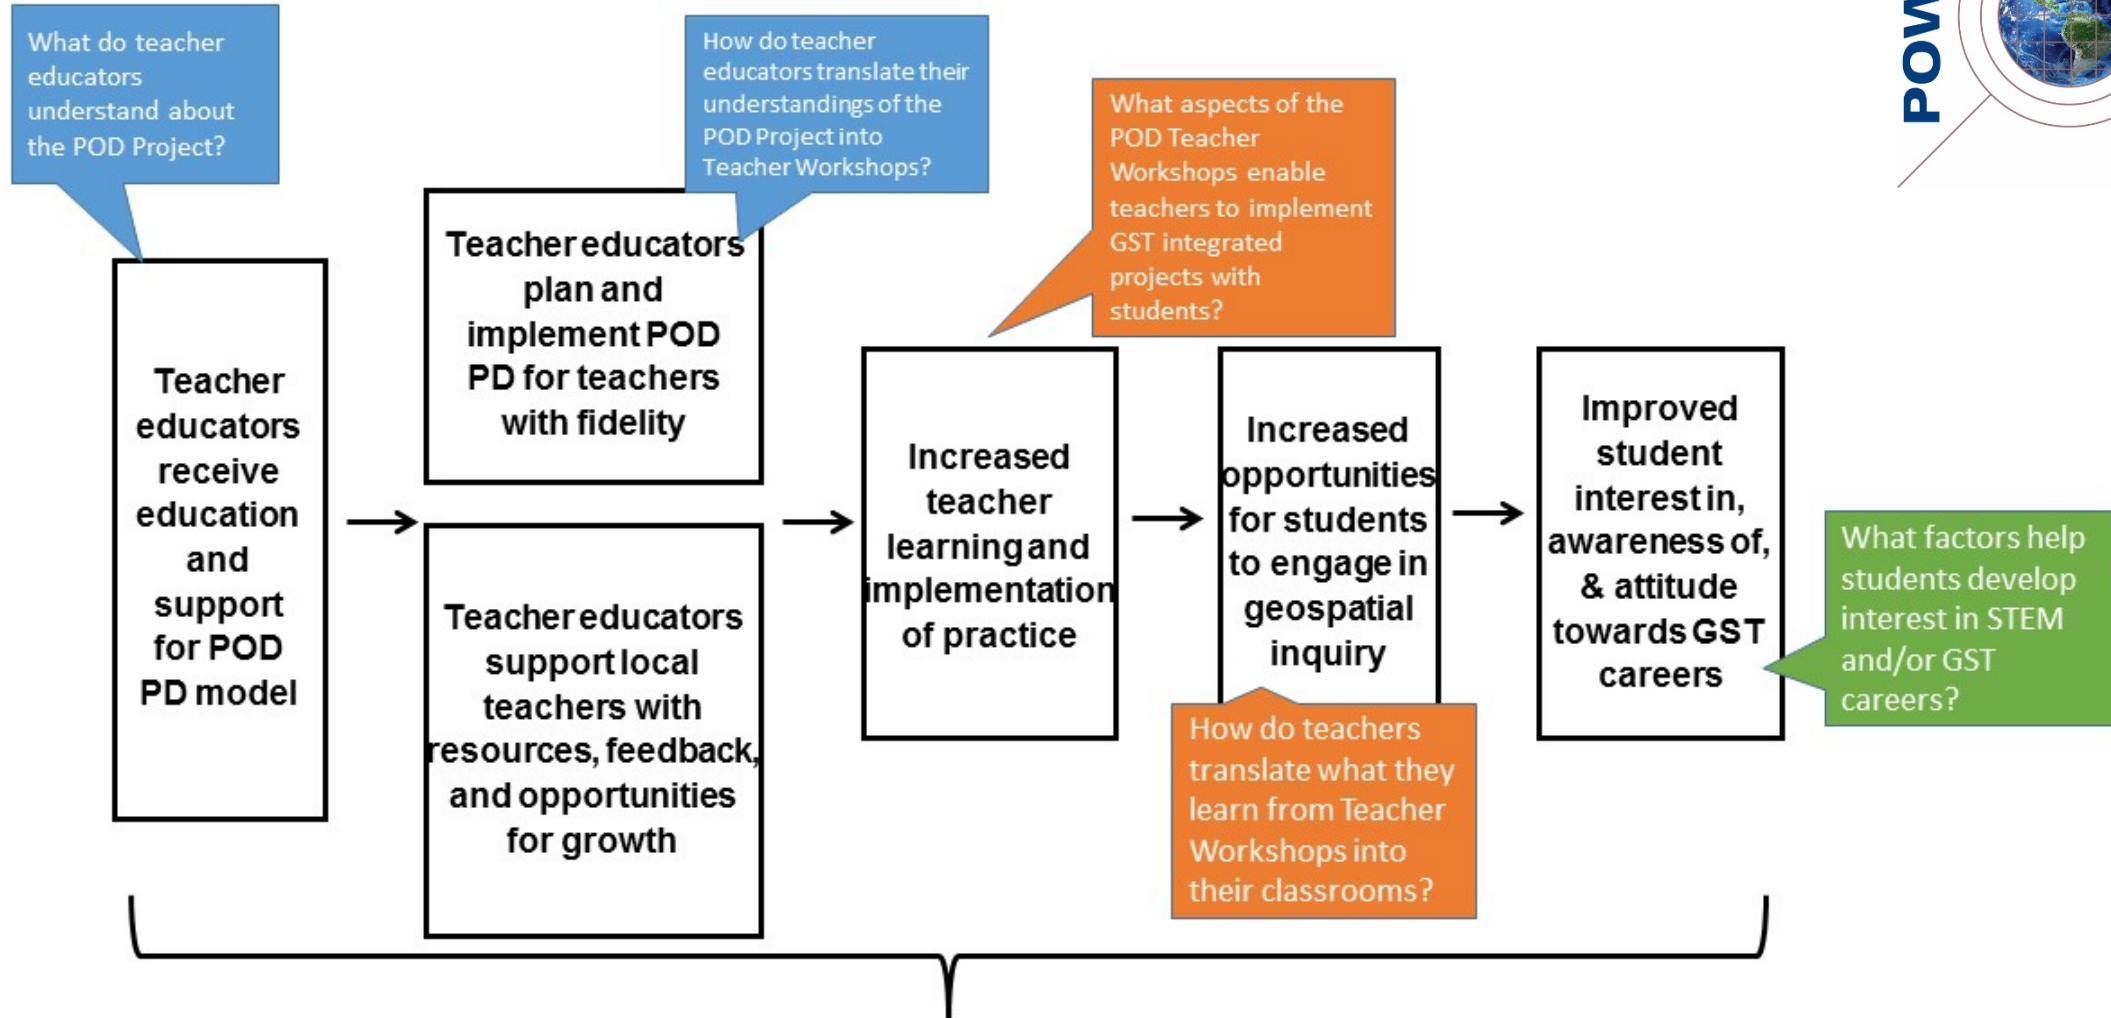 What do teacher
educators
understand about
the POD Project?
How do teacher
educators translate their
understandings of the
POD Project into
Teacher Workshops?
What aspects of the
POD Teacher
Workshops enable
teachers to implement
GST integrated
projects with
students?
POW
Teacher
educators
receive
education
and
support
for POD
PD model
Teacher educators
plan and
implement POD
PD for teachers
with fidelity
Teacher educators
support local
teachers with
resources, feedback,
and opportunities
for growth
Increased
teacher
learning and
implementation
of practice
Increased
opportunities
for students
to engage in
geospatial
inquiry
How do teachers
translate what they
learn from Teacher
Workshops into
their classrooms?
Improved
student
interest in,
awareness of,
& attitude
towards GST
careers
What factors help
students develop
interest in STEM
and/or GST
careers?